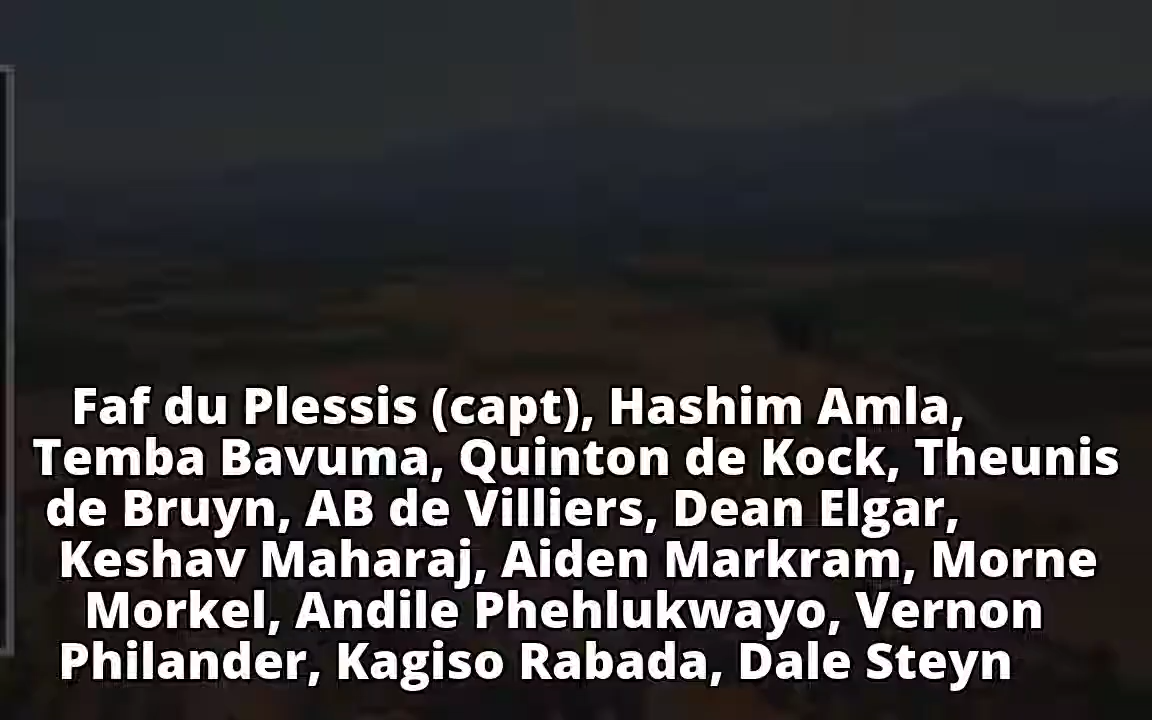 Faf du Plessis (capt), Hashim Amla,
Temba Bavuma, Quinton de Kock, Theunis
de Bruyn, AB de Villiers, Dean Elgar,
Keshav Maharaj, Aiden Markram, Morne
Morkel, Andile Phehlukwayo, Vernon
Philander, Kagiso Rabada, Dale Steyn